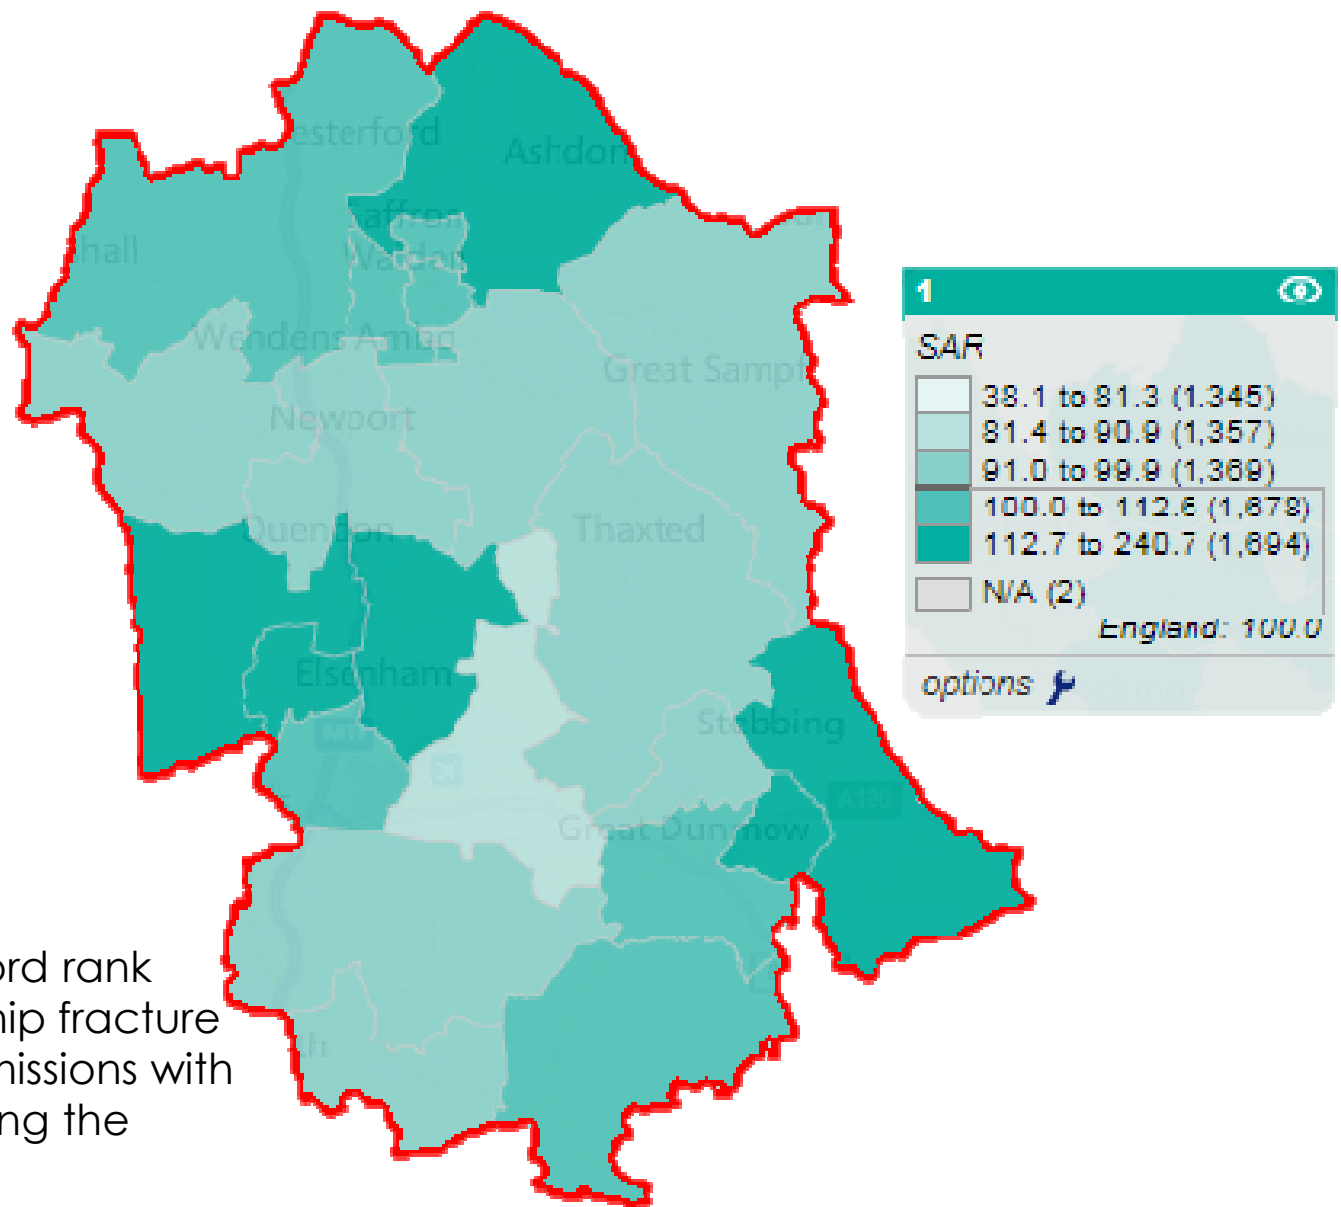 esterford
Ashdon
Saffron
Walden
hall
Wendens Ambo
Great Sampf
Newport
Quendon
Thaxted
Elsenham
Stebbing
M11
A120
Great Dunmow
1
SAR
38.1 to 81.3 (1,345)
81.4 to 90.9 (1,357)
91.0 to 99.9 (1,369)
100.0 to 112.6 (1,678)
112.7 to 240.7 (1,694)
N/A (2)
England: 100.0
options
ord rank
hip fracture
missions with
ng the